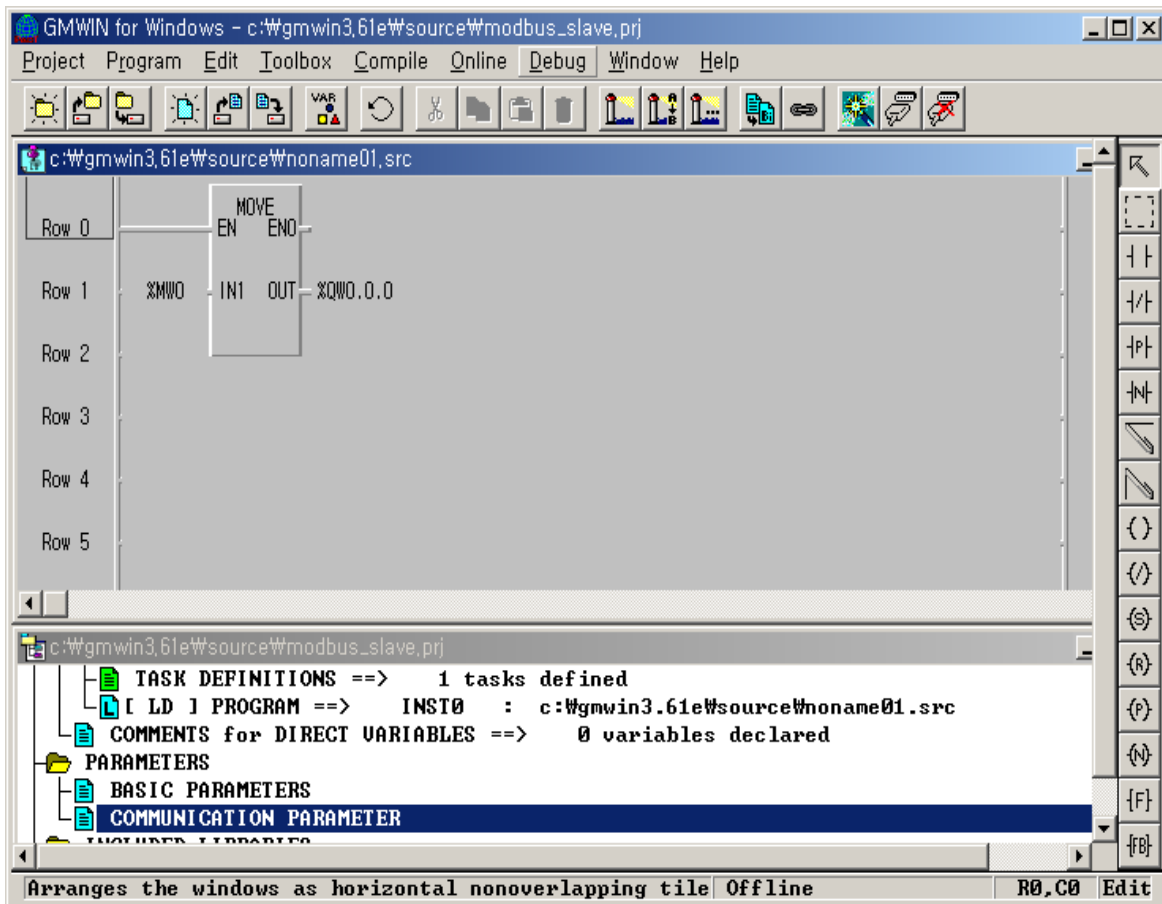 GMWIN for Windows - c:₩gmwin3,61e₩source₩modbus_slave,prj
Project Program Edit Toolbox Compile Online Debug Window Help
VAR
c:₩gmwin3,61e₩source₩noname01,src
MOVE
Row 0 EN ENO
Row 1 %MW0 IN1 OUT %QW0.0.0
Row 2
Row 3
Row 4
Row 5
c:₩gmwin3,61e₩source₩modbus_slave,prj
TASK DEFINITIONS ==> 1 tasks defined
L [ LD ] PROGRAM ==> INST0 : c:₩gmwin3.61e₩source₩noname01.src
COMMENTS for DIRECT VARIABLES ==> 0 variables declared
PARAMETERS
BASIC PARAMETERS
COMMUNICATION PARAMETER
INCLUDED LIBRARIES
P
N
(/)
(S)
(R)
(P)
(N)
{F}
{FB}
Arranges the windows as horizontal nonoverlapping tile Offline R0,C0 Edit